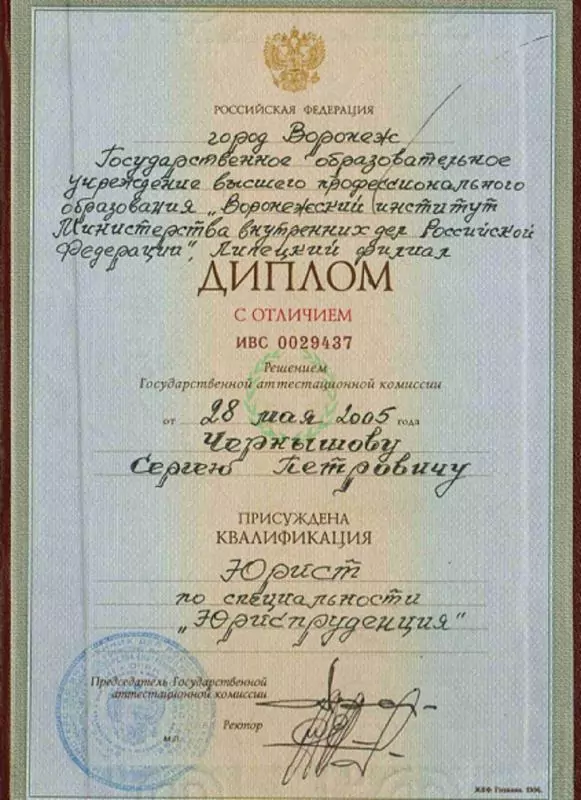 РОССИЙСКАЯ ФЕДЕРАЦИЯ
город Воронеж
Государственное образовательное
учреждение высшего профессионального
образования „Воронежский институт
Министерства внутренних дел Российской
Федерации", Липецкий филиал
ДИПЛОМ
С ОТЛИЧИЕМ
ИВС 0029437
Решением
Государственной аттестационной комиссии
от 28 мая 2005 года
Чернышову
Сергею Петровичу
ПРИСУЖДЕНА
КВАЛИФИКАЦИЯ
Юрист
по специальности
„Юриспруденция"
Председатель Государственной
аттестационной комиссии
Ректор
М.П.